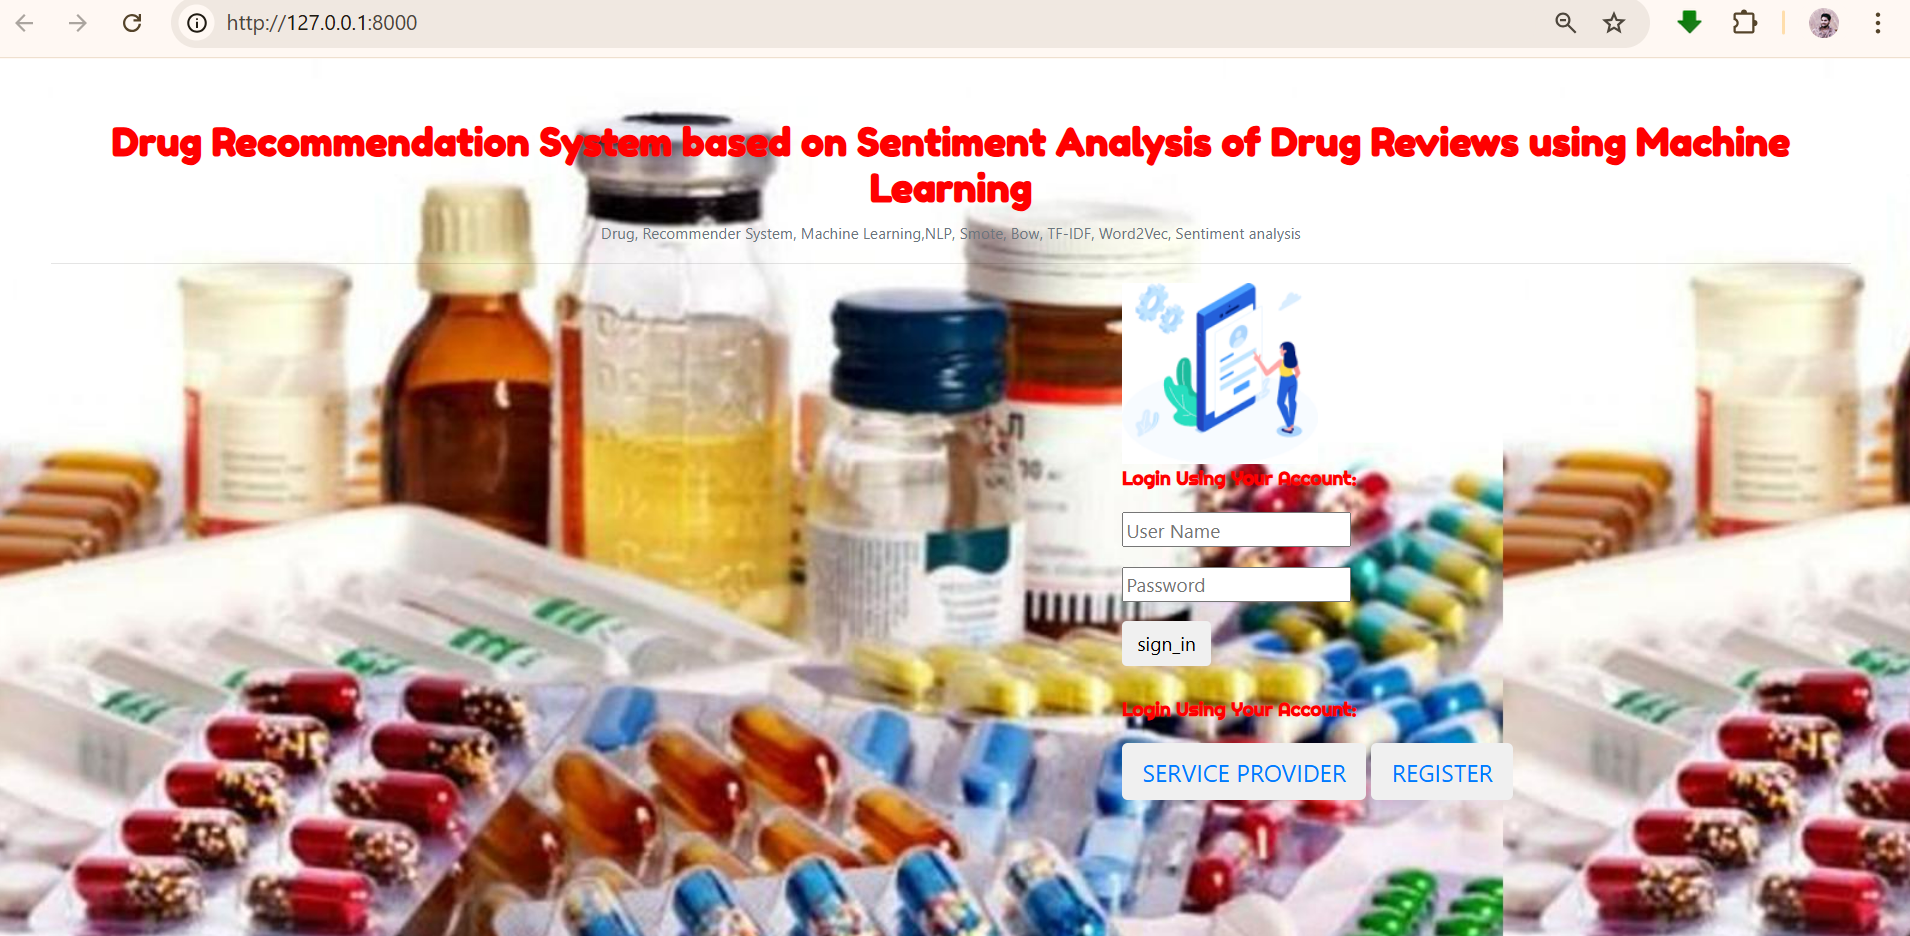 http://127.0.0.1:8000
Drug Recommendation System based on Sentiment Analysis of Drug Reviews using Machine
Learning
Drug, Recommender System, Machine Learning,NLP, Smote, Bow, TF-IDF, Word2Vec, Sentiment analysis
Login Using Your Account:
User Name
Password
sign_in
Login Using Your Account:
SERVICE PROVIDER
REGISTER